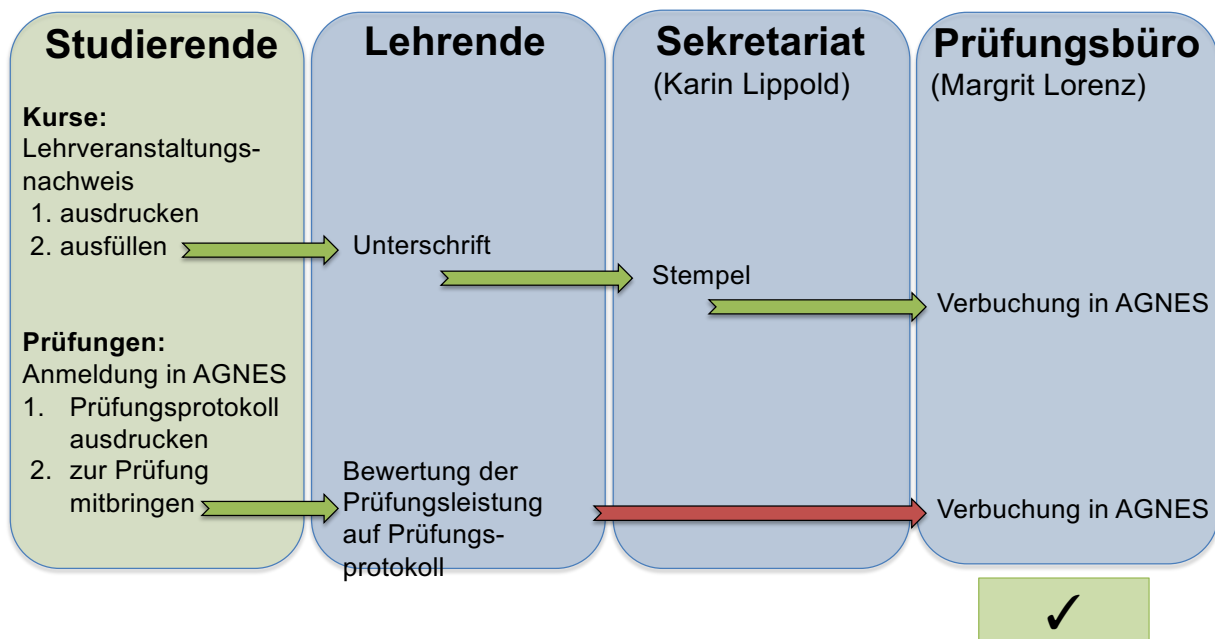 Studierende
Kurse:
Lehrveranstaltungs-
nachweis
1. ausdrucken
2. ausfüllen
Prüfungen:
Anmeldung in AGNES
1. Prüfungsprotokoll
ausdrucken
2. zur Prüfung
mitbringen
Lehrende
Unterschrift
Bewertung der
Prüfungsleistung
auf Prüfungs-
protokoll
Sekretariat
(Karin Lippold)
Stempel
Prüfungsbüro
(Margrit Lorenz)
Verbuchung in AGNES
Verbuchung in AGNES
✓